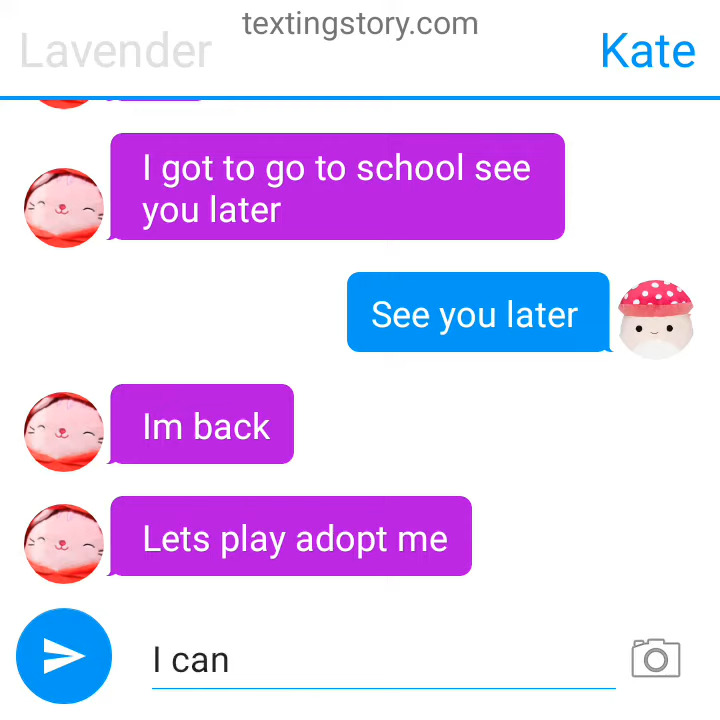 textingstory.com
Lavender
Kate
I got to go to school see
you later
See you later
Im back
Lets play adopt me
I can